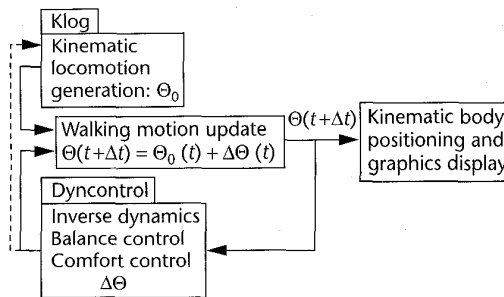 Klog
Kinematic
locomotion
generation: Θ₀
Walking motion update
Θ(t+Δt) = Θ₀ (t) + ΔΘ (t)
Θ(t+Δt)
Kinematic body
positioning and
graphics display
Dyncontrol
Inverse dynamics
Balance control
Comfort control
ΔΘ